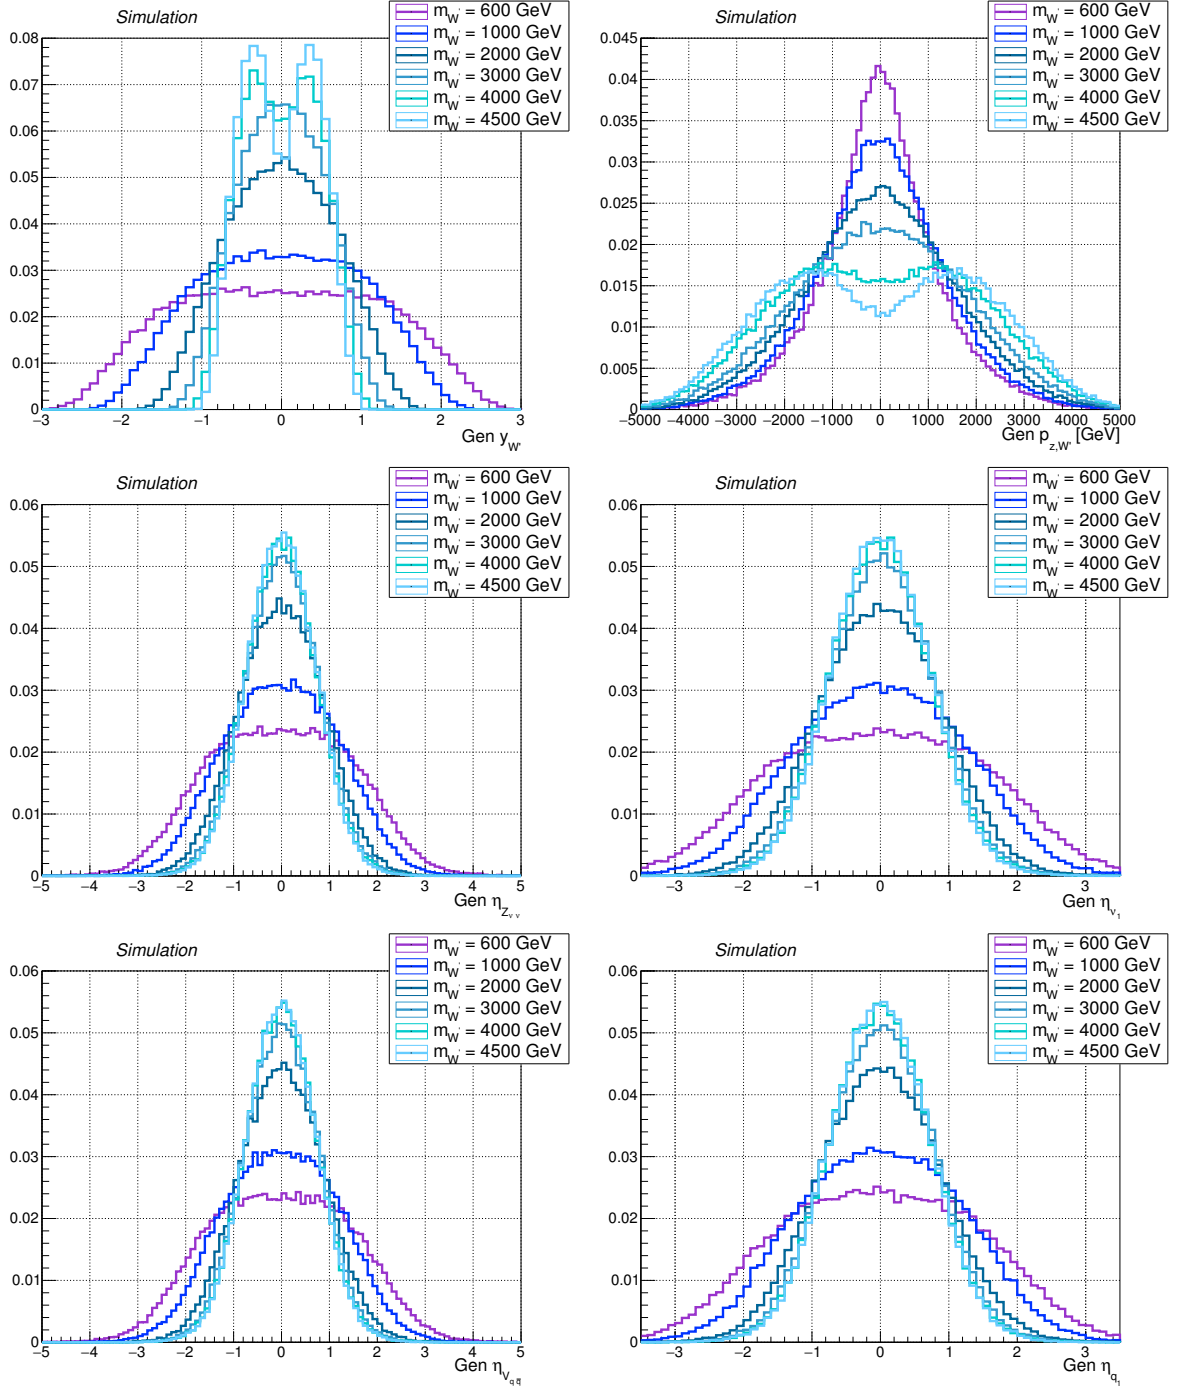 Simulation
m_W' = 600 GeV
m_W' = 1000 GeV
m_W' = 2000 GeV
m_W' = 3000 GeV
m_W' = 4000 GeV
m_W' = 4500 GeV
0.08
0.07
0.06
0.05
0.04
0.03
0.02
0.01
0
−3 −2 −1 0 1 2 3
Gen y_W'
Simulation
m_W' = 600 GeV
m_W' = 1000 GeV
m_W' = 2000 GeV
m_W' = 3000 GeV
m_W' = 4000 GeV
m_W' = 4500 GeV
0.045
0.04
0.035
0.03
0.025
0.02
0.015
0.01
0.005
0
−5000 −4000 −3000 −2000 −1000 0 1000 2000 3000 4000 5000
Gen p_z,W' [GeV]
Simulation
m_W' = 600 GeV
m_W' = 1000 GeV
m_W' = 2000 GeV
m_W' = 3000 GeV
m_W' = 4000 GeV
m_W' = 4500 GeV
0.06
0.05
0.04
0.03
0.02
0.01
0
−5 −4 −3 −2 −1 0 1 2 3 4 5
Gen η_Z_ν ν
Simulation
m_W' = 600 GeV
m_W' = 1000 GeV
m_W' = 2000 GeV
m_W' = 3000 GeV
m_W' = 4000 GeV
m_W' = 4500 GeV
0.06
0.05
0.04
0.03
0.02
0.01
0
−3 −2 −1 0 1 2 3
Gen η_ν_1
Simulation
m_W' = 600 GeV
m_W' = 1000 GeV
m_W' = 2000 GeV
m_W' = 3000 GeV
m_W' = 4000 GeV
m_W' = 4500 GeV
0.06
0.05
0.04
0.03
0.02
0.01
0
−5 −4 −3 −2 −1 0 1 2 3 4 5
Gen η_V_q q̄
Simulation
m_W' = 600 GeV
m_W' = 1000 GeV
m_W' = 2000 GeV
m_W' = 3000 GeV
m_W' = 4000 GeV
m_W' = 4500 GeV
0.06
0.05
0.04
0.03
0.02
0.01
0
−3 −2 −1 0 1 2 3
Gen η_q_1